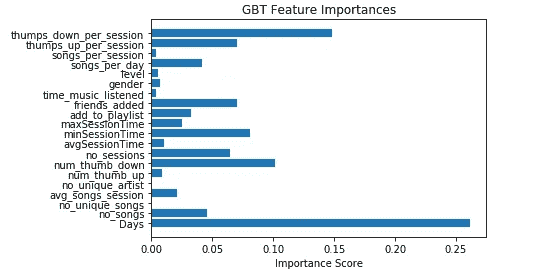 GBT Feature Importances
thumps_down_per_session
thumps_up_per_session
songs_per_session
songs_per_day
level
gender
time_music_listened
friends_added
add_to_playlist
maxSessionTime
minSessionTime
avgSessionTime
no_sessions
num_thumb_down
num_thumb_up
no_unique_artist
avg_songs_session
no_unique_songs
no_songs
Days
0.00 0.05 0.10 0.15 0.20 0.25
Importance Score